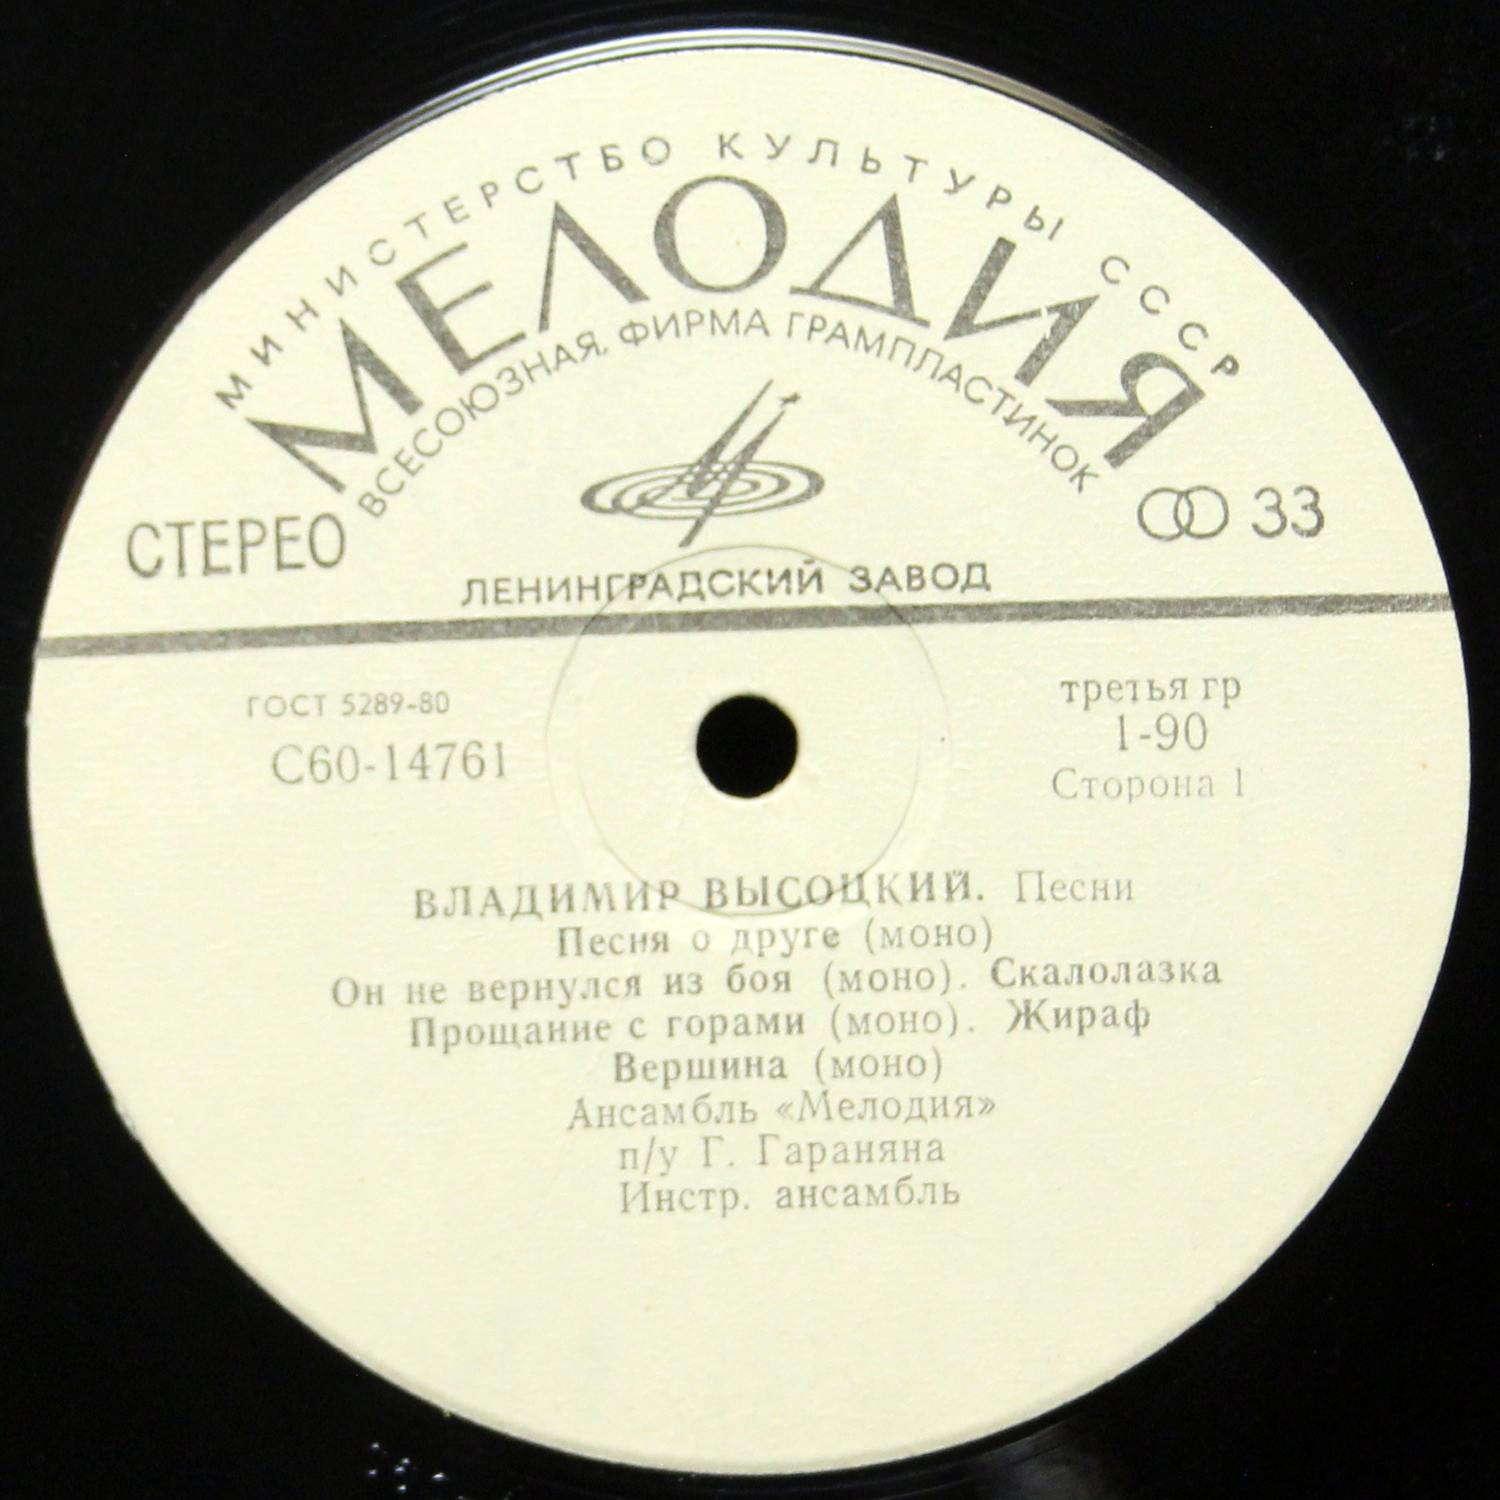 МИНИСТЕРСТВО КУЛЬТУРЫ СССР
МЕЛОДИЯ
ВСЕСОЮЗНАЯ ФИРМА ГРАМПЛАСТИНОК
СТЕРЕО
33
ЛЕНИНГРАДСКИЙ ЗАВОД
ГОСТ 5289-80
С60-14761
третья гр
1-90
Сторона 1
ВЛАДИМИР ВЫСОЦКИЙ. Песни
Песня о друге (моно)
Он не вернулся из боя (моно). Скалолазка
Прощание с горами (моно). Жираф
Вершина (моно)
Ансамбль «Мелодия»
п/у Г. Гараняна
Инстр. ансамбль